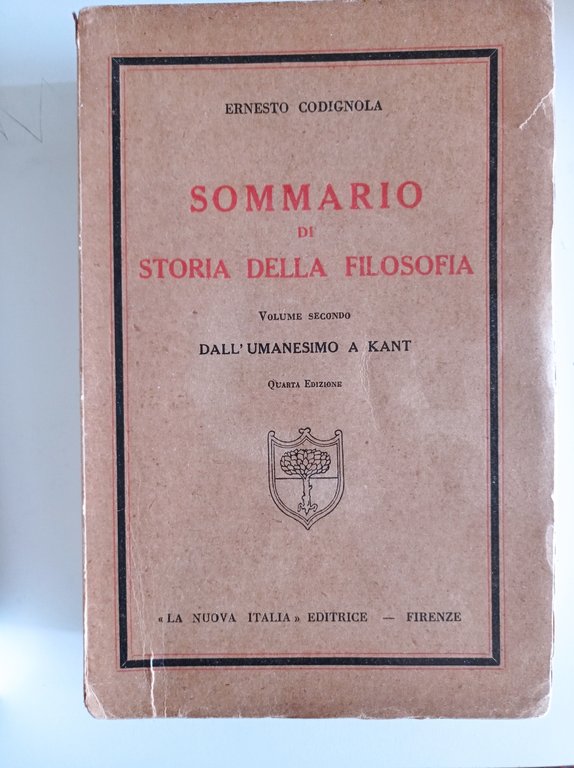 ERNESTO CODIGNOLA
SOMMARIO
DI
STORIA DELLA FILOSOFIA
VOLUME SECONDO
DALL'UMANESIMO A KANT
QUARTA EDIZIONE
«LA NUOVA ITALIA» EDITRICE — FIRENZE